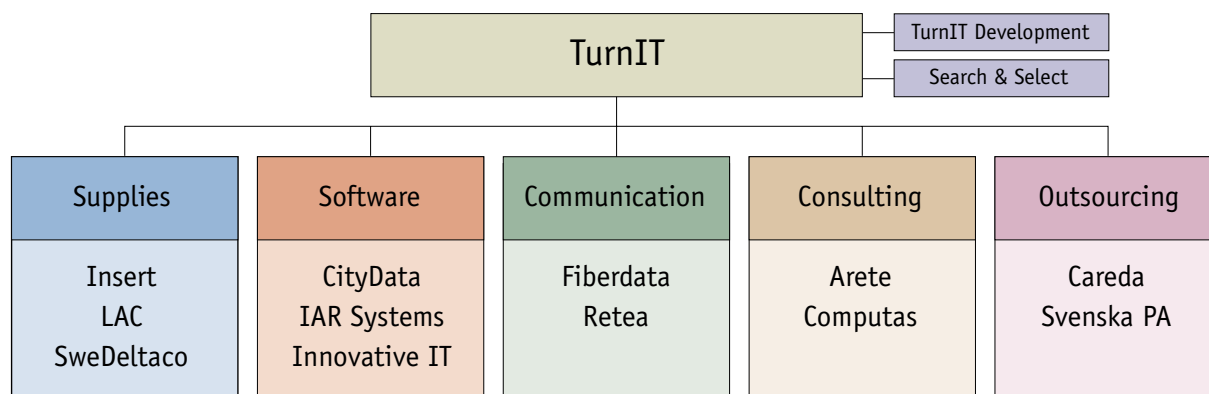 TurnIT
TurnIT Development
Search & Select
Supplies
Insert
LAC
SweDeltaco
Software
CityData
IAR Systems
Innovative IT
Communication
Fiberdata
Retea
Consulting
Arete
Computas
Outsourcing
Careda
Svenska PA